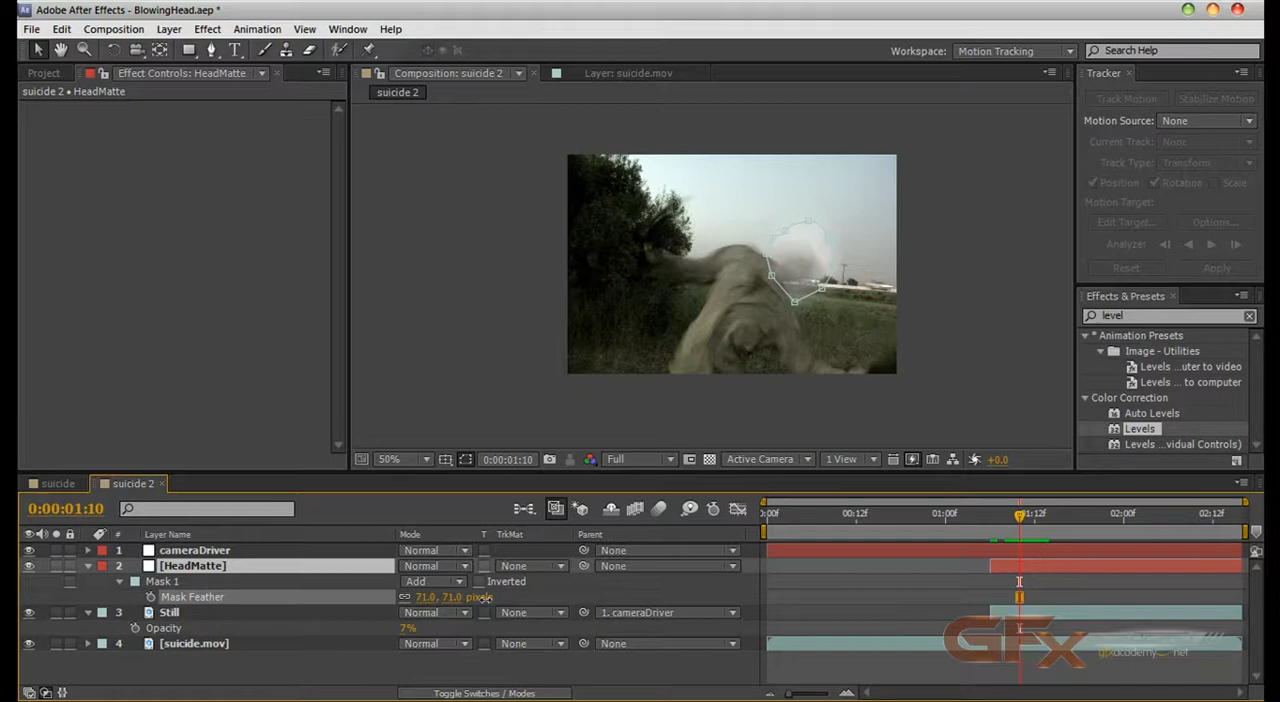 Adobe After Effects - BlowingHead.aep *
File Edit Composition Layer Effect Animation View Window Help
Workspace: Motion Tracking Search Help
Project Effect Controls: HeadMatte Composition: suicide 2 Layer: suicide.mov Tracker
suicide 2 • HeadMatte suicide 2
Track Motion Stabilize Motion
Motion Source: None
Current Track: None
Track Type: Transform
Position Rotation Scale
Motion Target:
Edit Target... Options...
Analyze:
Reset Apply
Effects & Presets
level
* Animation Presets
Image - Utilities
Levels ...uter to video
Levels ... to computer
Color Correction
Auto Levels
Levels
Levels ...vidual Controls)
50% 0:00:01:10 Full Active Camera 1 View +0.0
suicide suicide 2
0:00:01:10 :00f 00:12f 01:00f 01:12f 02:00f 02:12f
# Layer Name Mode T TrkMat Parent
1 cameraDriver Normal None
2 [HeadMatte] Normal None None
Mask 1 Add Inverted
Mask Feather 71.0, 71.0 pixels
3 Still Normal None 1. cameraDriver
Opacity 7%
4 [suicide.mov] Normal None None
GFx
gfxacademy.net
Toggle Switches / Modes